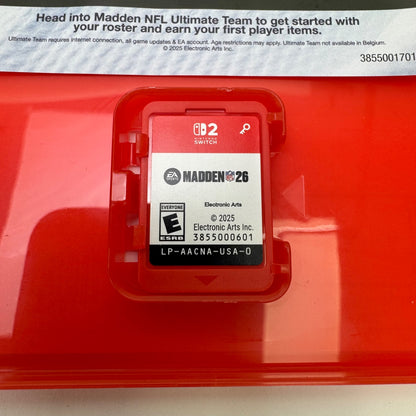 Head into Madden NFL Ultimate Team to get started with
your roster and earn your first player items.
Ultimate Team requires internet connection, all game updates & EA account. Age restrictions may apply. Ultimate Team not available in Belgium.
© 2025 Electronic Arts Inc.
3855001701
2
NINTENDO
SWITCH
EA
SPORTS
MADDEN NFL 26
Electronic Arts
EVERYONE
E
ESRB
© 2025
Electronic Arts Inc.
3855000601
LP-AACNA-USA-0